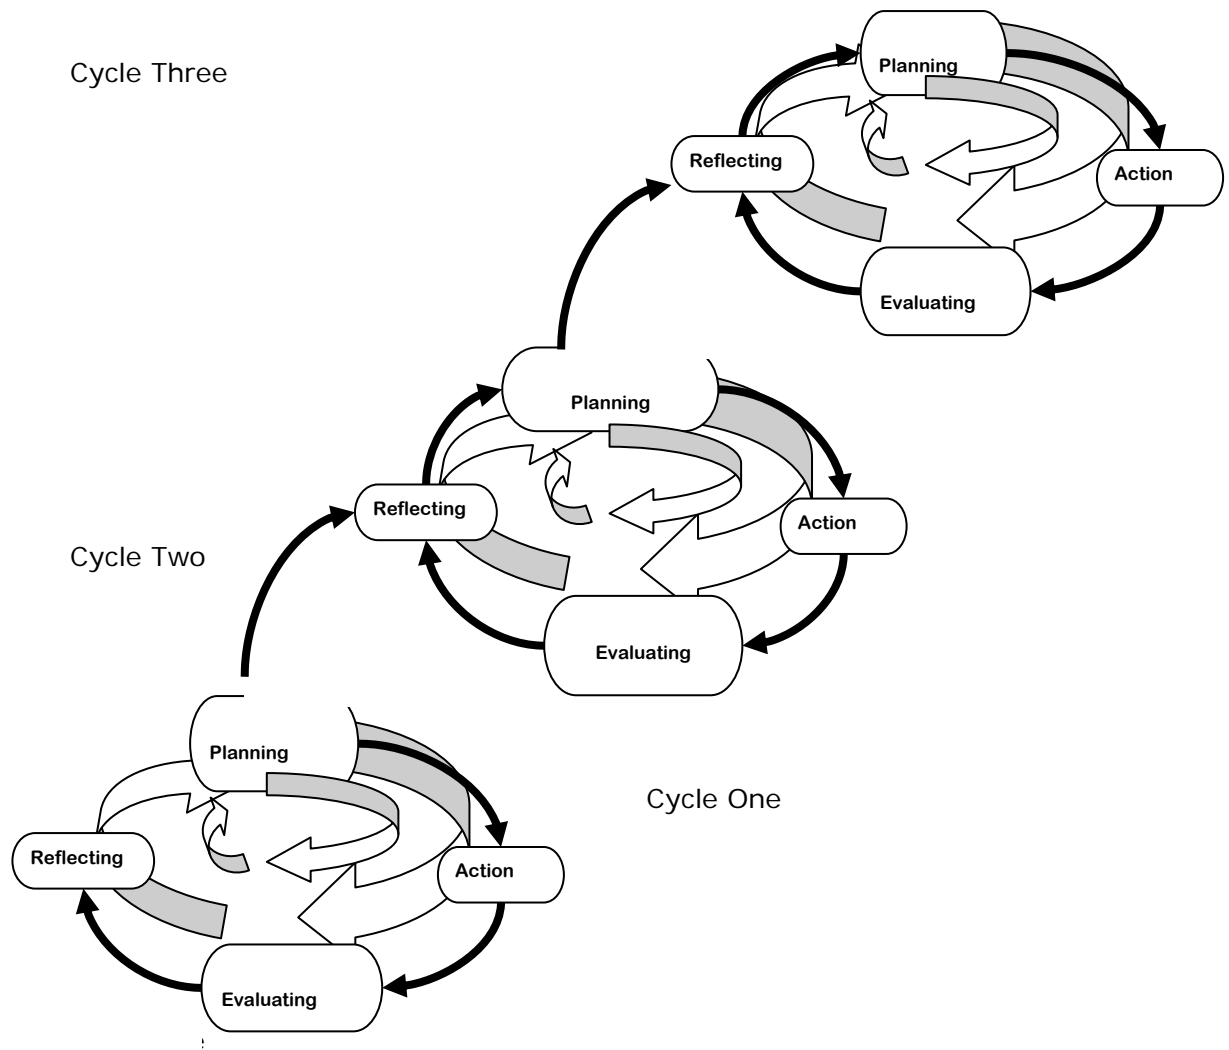 Cycle Three
Planning
Reflecting
Action
Evaluating
Planning
Reflecting
Action
Cycle Two
Evaluating
Planning
Cycle One
Reflecting
Action
Evaluating